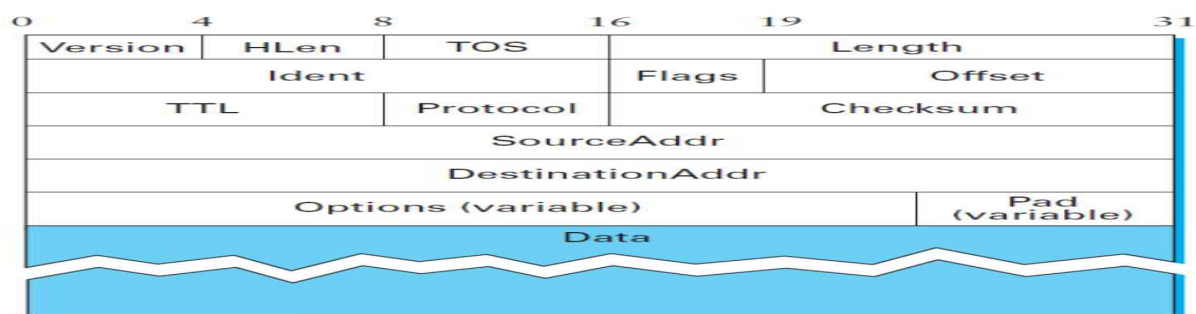 0 4 8 16 19 31
Version HLen TOS Length
Ident Flags Offset
TTL Protocol Checksum
SourceAddr
DestinationAddr
Options (variable) Pad
(variable)
Data